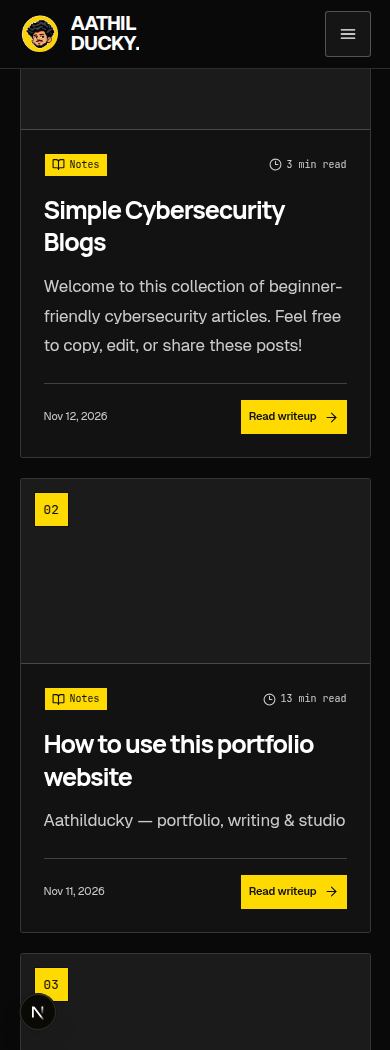 AATHIL
DUCKY.
Notes
3 min read
Simple Cybersecurity
Blogs
Welcome to this collection of beginner-
friendly cybersecurity articles. Feel free
to copy, edit, or share these posts!
Nov 12, 2026
Read writeup
02
Notes
13 min read
How to use this portfolio
website
Aathilducky — portfolio, writing & studio
Nov 11, 2026
Read writeup
03
N